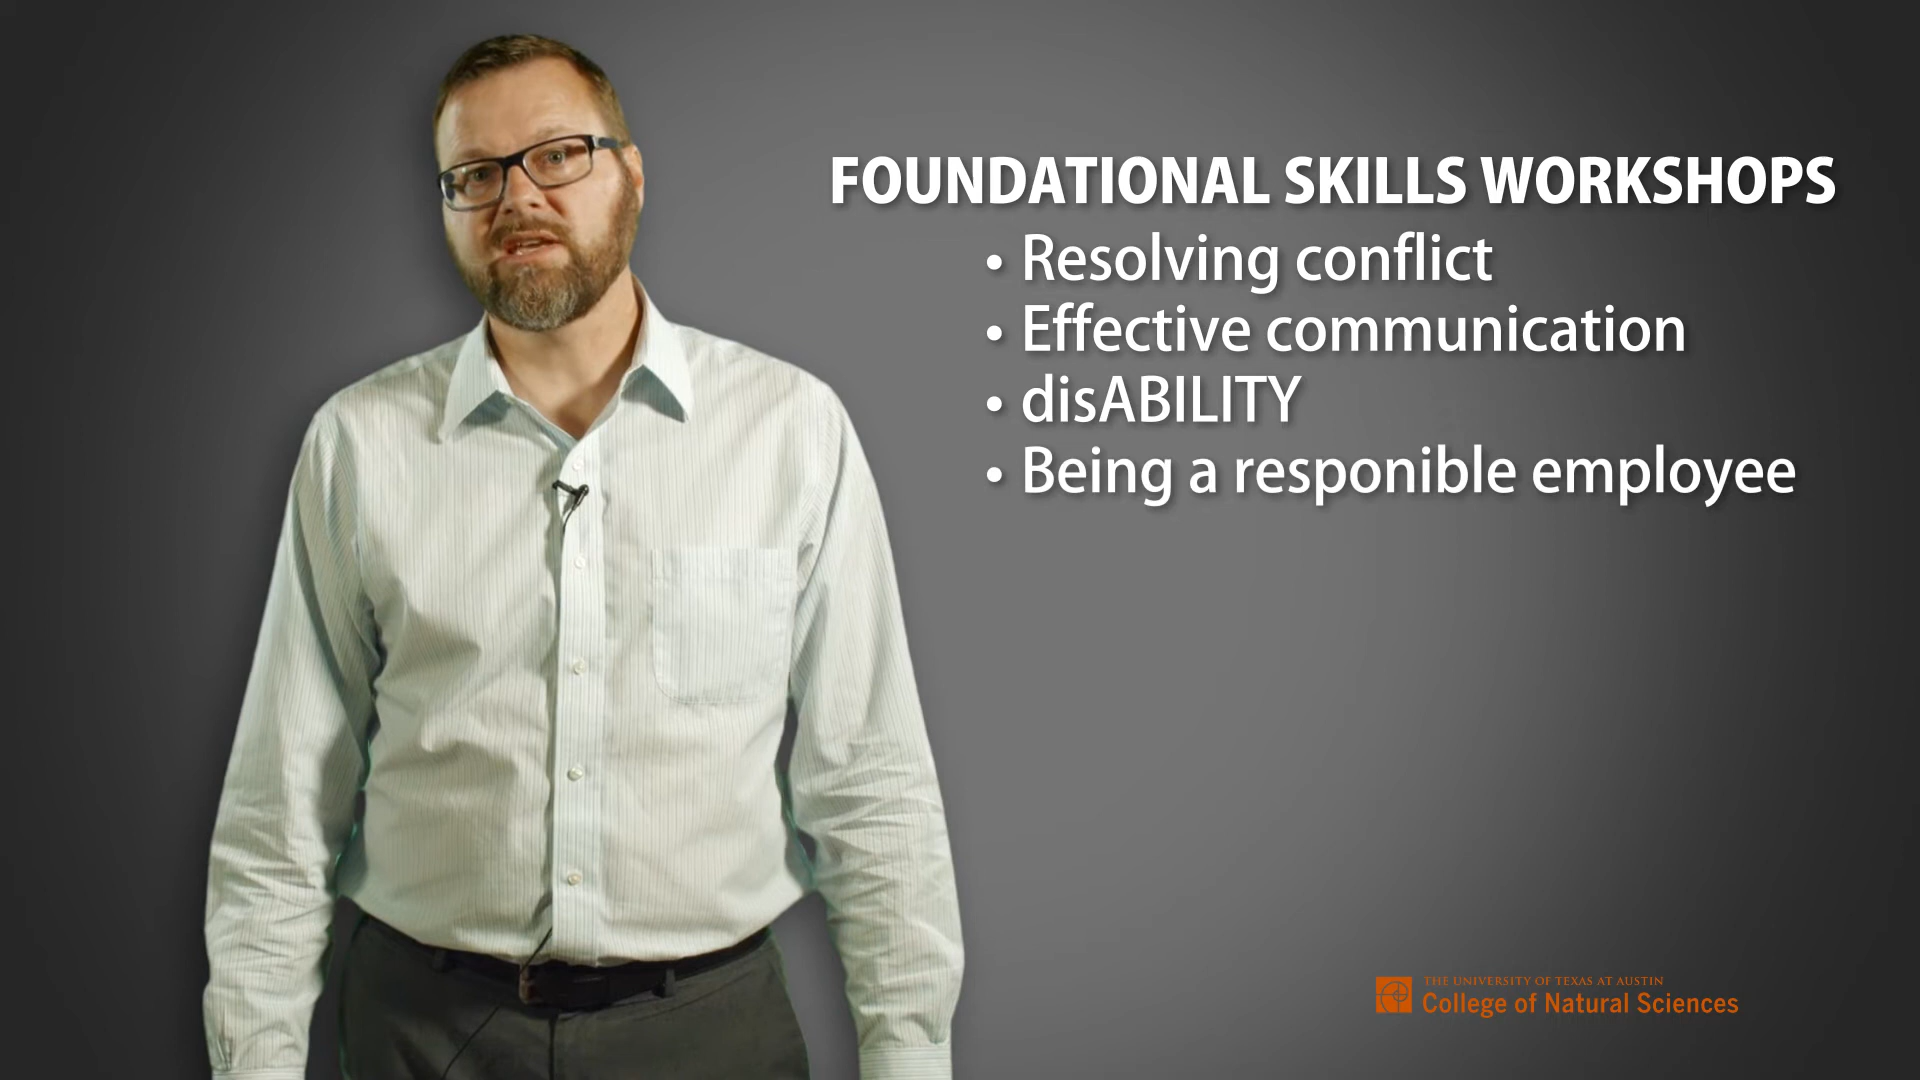 FOUNDATIONAL SKILLS WORKSHOPS
• Resolving conflict
• Effective communication
• disABILITY
• Being a responible employee
THE UNIVERSITY OF TEXAS AT AUSTIN
College of Natural Sciences